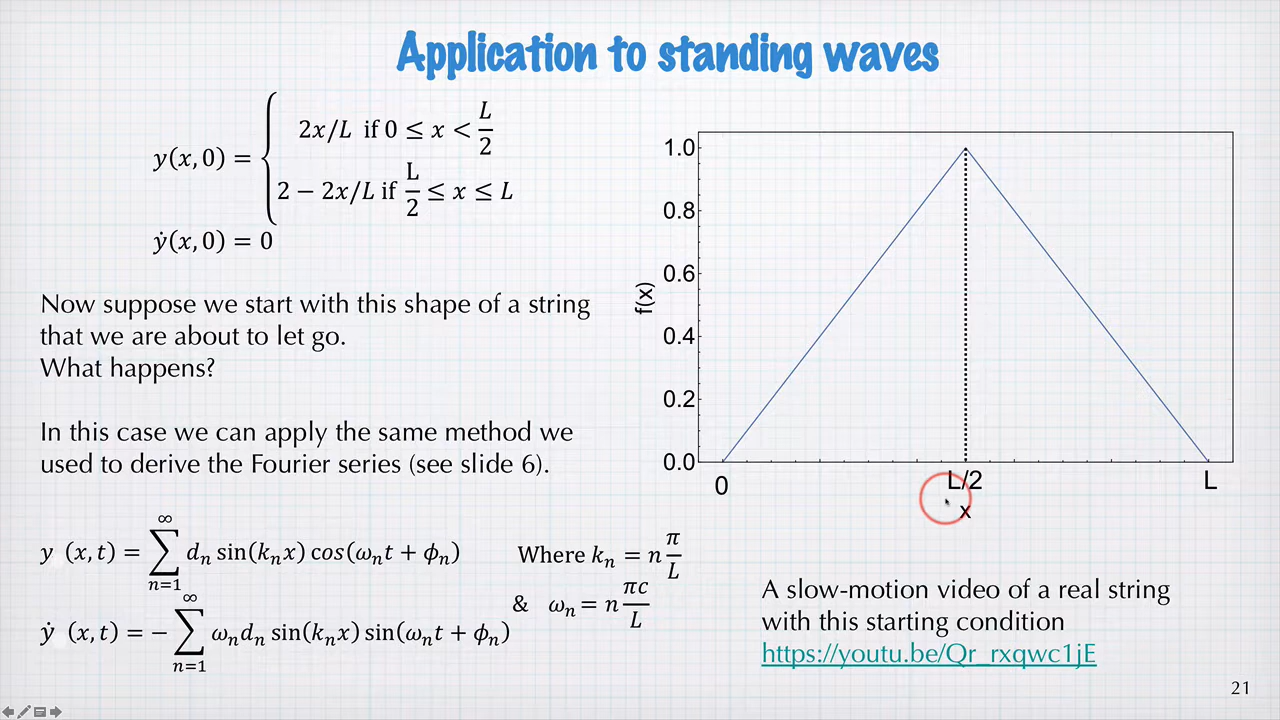 Application to standing waves
y(x, 0) = { 2x/L if 0 ≤ x < L/2
2 − 2x/L if L/2 ≤ x ≤ L
ẏ(x, 0) = 0
Now suppose we start with this shape of a string
that we are about to let go.
What happens?
In this case we can apply the same method we
used to derive the Fourier series (see slide 6).
y (x, t) = ∑_{n=1}^{∞} d_n sin(k_n x) cos(ω_n t + ϕ_n) Where k_n = n π/L
& ω_n = n πc/L
ẏ (x, t) = − ∑_{n=1}^{∞} ω_n d_n sin(k_n x) sin(ω_n t + ϕ_n)
f(x)
1.0
0.8
0.6
0.4
0.2
0.0
0 L/2 L
x
A slow-motion video of a real string
with this starting condition
https://youtu.be/Qr_rxqwc1jE
21